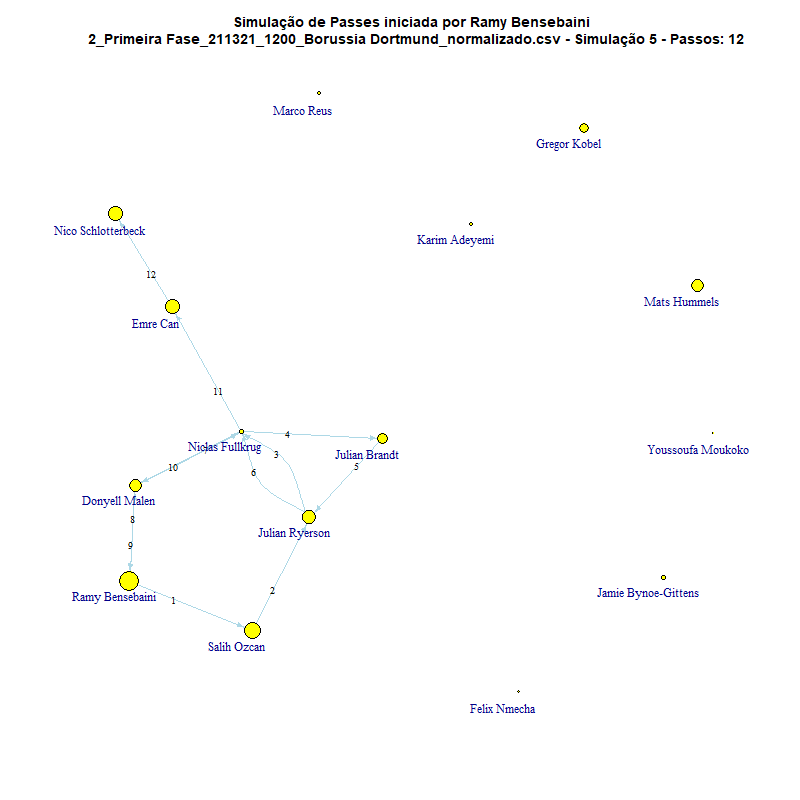 Simulação de Passes iniciada por Ramy Bensebaini
2_Primeira Fase_211321_1200_Borussia Dortmund_normalizado.csv - Simulação 5 - Passos: 12
Marco Reus
Gregor Kobel
Nico Schlotterbeck
Karim Adeyemi
12
Mats Hummels
Emre Can
11
4
Niclas Fullkrug
Youssoufa Moukoko
3
Julian Brandt
10
5
6
Donyell Malen
8
Julian Ryerson
9
Ramy Bensebaini
1
2
Jamie Bynoe-Gittens
Salih Ozcan
Felix Nmecha